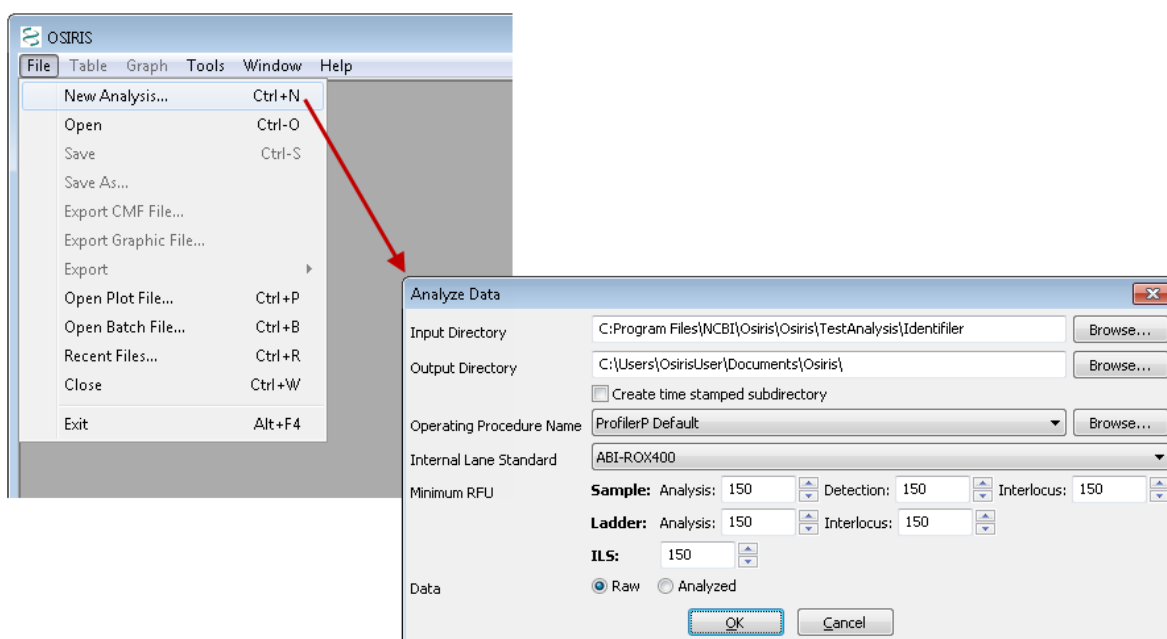 OSIRIS
File Table Graph Tools Window Help
New Analysis... Ctrl+N
Open Ctrl-O
Save Ctrl-S
Save As...
Export CMF File...
Export Graphic File...
Export
Open Plot File... Ctrl+P
Open Batch File... Ctrl+B
Recent Files... Ctrl+R
Close Ctrl+W
Exit Alt+F4
Analyze Data
Input Directory C:Program Files\NCBI\Osiris\Osiris\TestAnalysis\Identifiler Browse...
Output Directory C:\Users\OsirisUser\Documents\Osiris\ Browse...
Create time stamped subdirectory
Operating Procedure Name ProfilerP Default Browse...
Internal Lane Standard ABI-ROX400
Minimum RFU Sample: Analysis: 150 Detection: 150 Interlocus: 150
Ladder: Analysis: 150 Interlocus: 150
ILS: 150
Data Raw Analyzed
OK Cancel